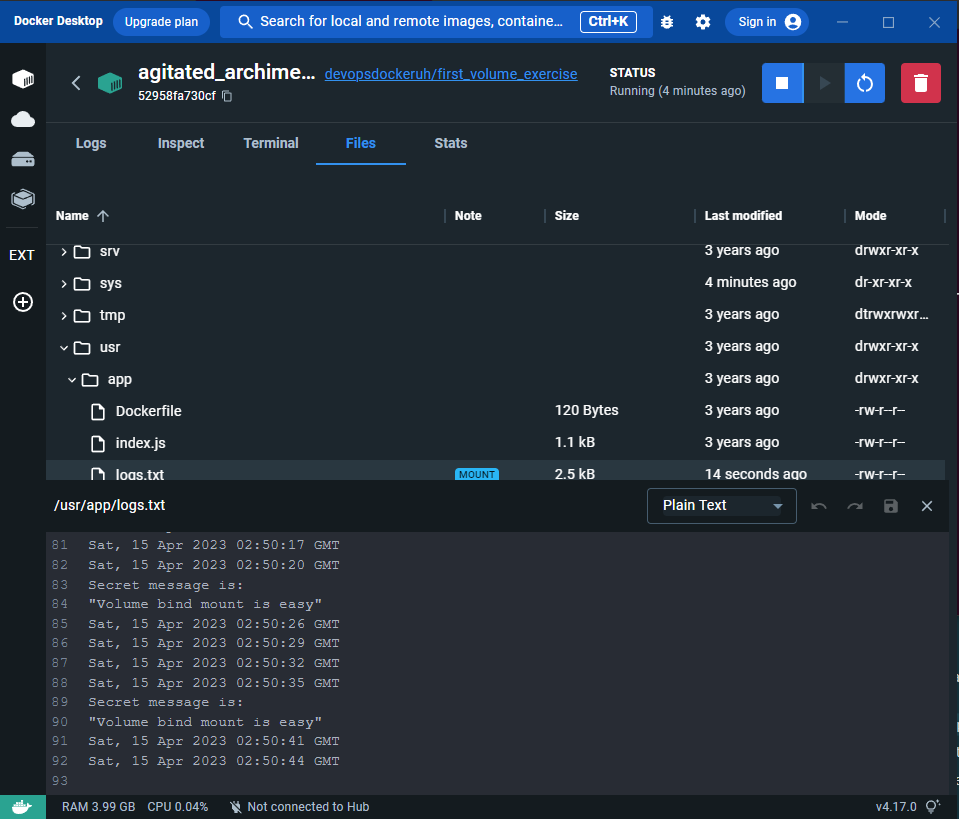 Docker Desktop Upgrade plan Search for local and remote images, containe... Ctrl+K Sign in
agitated_archime... devopsdockeruh/first_volume_exercise
52958fa730cf
STATUS
Running (4 minutes ago)
Logs Inspect Terminal Files Stats
Name Note Size Last modified Mode
srv 3 years ago drwxr-xr-x
sys 4 minutes ago dr-xr-xr-x
tmp 3 years ago dtrwxrwxr...
usr 3 years ago drwxr-xr-x
app 3 years ago drwxr-xr-x
Dockerfile 120 Bytes 3 years ago -rw-r--r--
index.js 1.1 kB 3 years ago -rw-r--r--
logs.txt MOUNT 2.5 kB 14 seconds ago -rw-r--r--
EXT
/usr/app/logs.txt Plain Text
81 Sat, 15 Apr 2023 02:50:17 GMT
82 Sat, 15 Apr 2023 02:50:20 GMT
83 Secret message is:
84 "Volume bind mount is easy"
85 Sat, 15 Apr 2023 02:50:26 GMT
86 Sat, 15 Apr 2023 02:50:29 GMT
87 Sat, 15 Apr 2023 02:50:32 GMT
88 Sat, 15 Apr 2023 02:50:35 GMT
89 Secret message is:
90 "Volume bind mount is easy"
91 Sat, 15 Apr 2023 02:50:41 GMT
92 Sat, 15 Apr 2023 02:50:44 GMT
93
RAM 3.99 GB CPU 0.04% Not connected to Hub v4.17.0